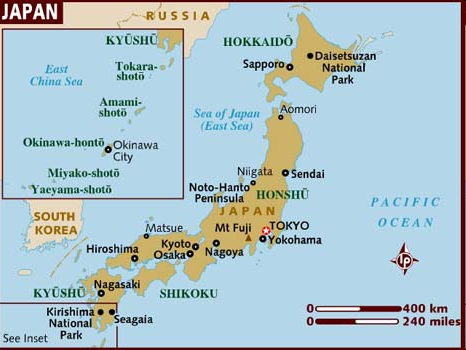 JAPAN
RUSSIA
KYŪSHŪ
HOKKAIDŌ
Tokara-
shotō
East
China Sea
Sapporo
Daisetsuzan
National
Park
Amami-
shotō
Sea of Japan
(East Sea)
Aomori
Okinawa-hontō
Okinawa
City
Miyako-shotō
Yaeyama-shotō
Sendai
Niigata
Noto-Hanto
Peninsula
HONSHŪ
PACIFIC
OCEAN
SOUTH
KOREA
JAPAN
Matsue
Mt Fuji
TOKYO
Yokohama
Hiroshima
Kyoto
Osaka
Nagoya
LP
Nagasaki
KYŪSHŪ
SHIKOKU
Kirishima
National
Park
Seagaia
See Inset
0 400 km
0 240 miles